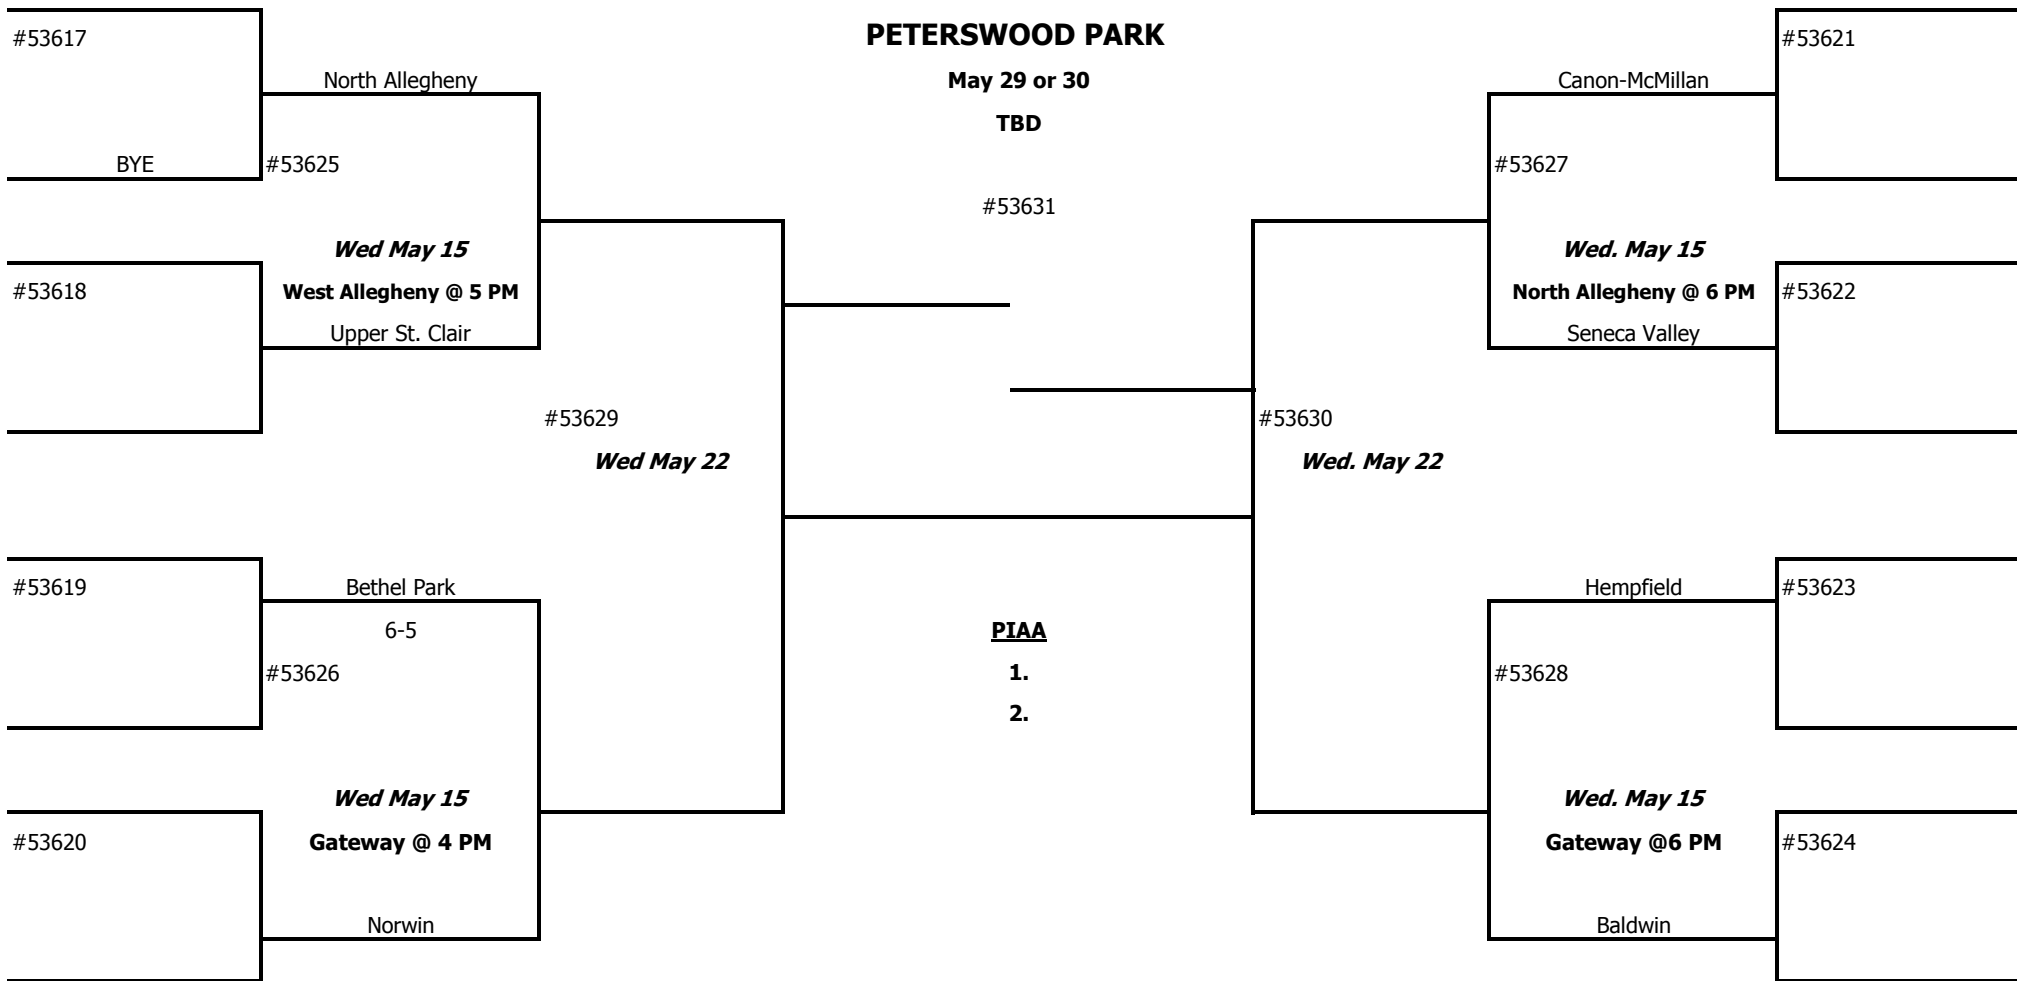 #53617
PETERSWOOD PARK
#53621
North Allegheny
May 29 or 30
Canon-McMillan
TBD
BYE
#53625
#53627
#53631
Wed May 15
Wed. May 15
#53618
West Allegheny @ 5 PM
North Allegheny @ 6 PM
#53622
Upper St. Clair
Seneca Valley
#53629
#53630
Wed May 22
Wed. May 22
#53619
Bethel Park
Hempfield
#53623
6-5
PIAA
#53626
1.
#53628
2.
Wed May 15
Wed. May 15
#53620
Gateway @ 4 PM
Gateway @6 PM
#53624
Norwin
Baldwin